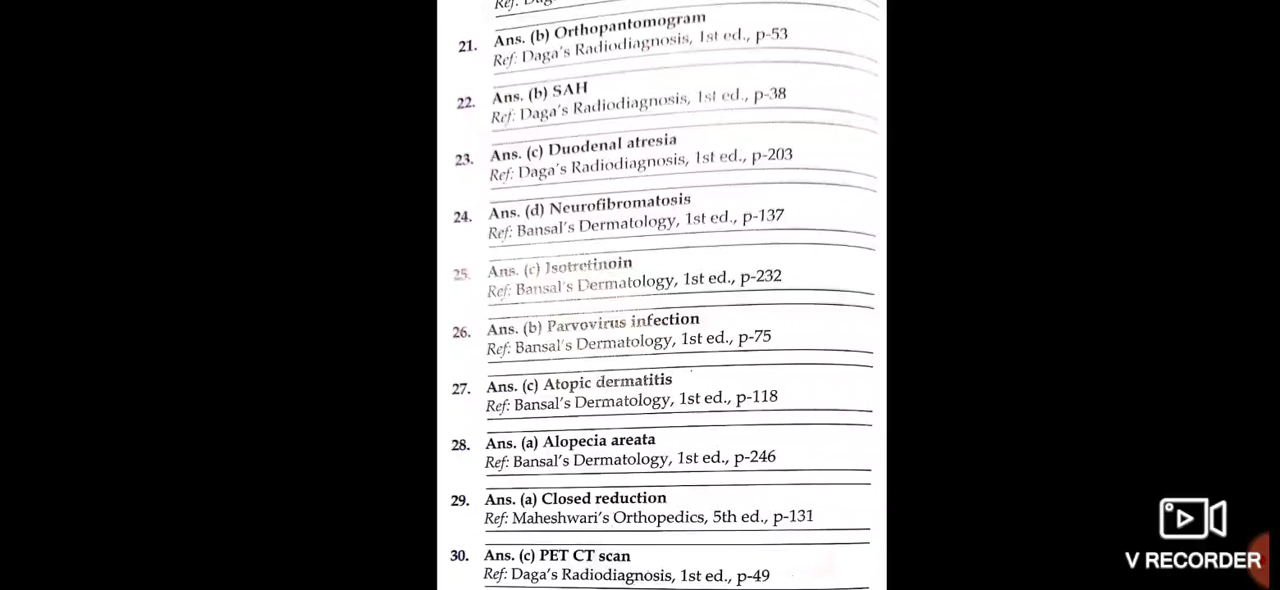 Ref: Dag
21. Ans. (b) Orthopantomogram
Ref: Daga's Radiodiagnosis, 1st ed., p-53
22. Ans. (b) SAH
Ref: Daga's Radiodiagnosis, 1st ed., p-38
23. Ans. (c) Duodenal atresia
Ref: Daga's Radiodiagnosis, 1st ed., p-203
24. Ans. (d) Neurofibromatosis
Ref: Bansal's Dermatology, 1st ed., p-137
25. Ans. (c) Isotretinoin
Ref: Bansal's Dermatology, 1st ed., p-232
26. Ans. (b) Parvovirus infection
Ref: Bansal's Dermatology, 1st ed., p-75
27. Ans. (c) Atopic dermatitis
Ref: Bansal's Dermatology, 1st ed., p-118
28. Ans. (a) Alopecia areata
Ref: Bansal's Dermatology, 1st ed., p-246
29. Ans. (a) Closed reduction
Ref: Maheshwari's Orthopedics, 5th ed., p-131
30. Ans. (c) PET CT scan
Ref: Daga's Radiodiagnosis, 1st ed., p-49
V RECORDER